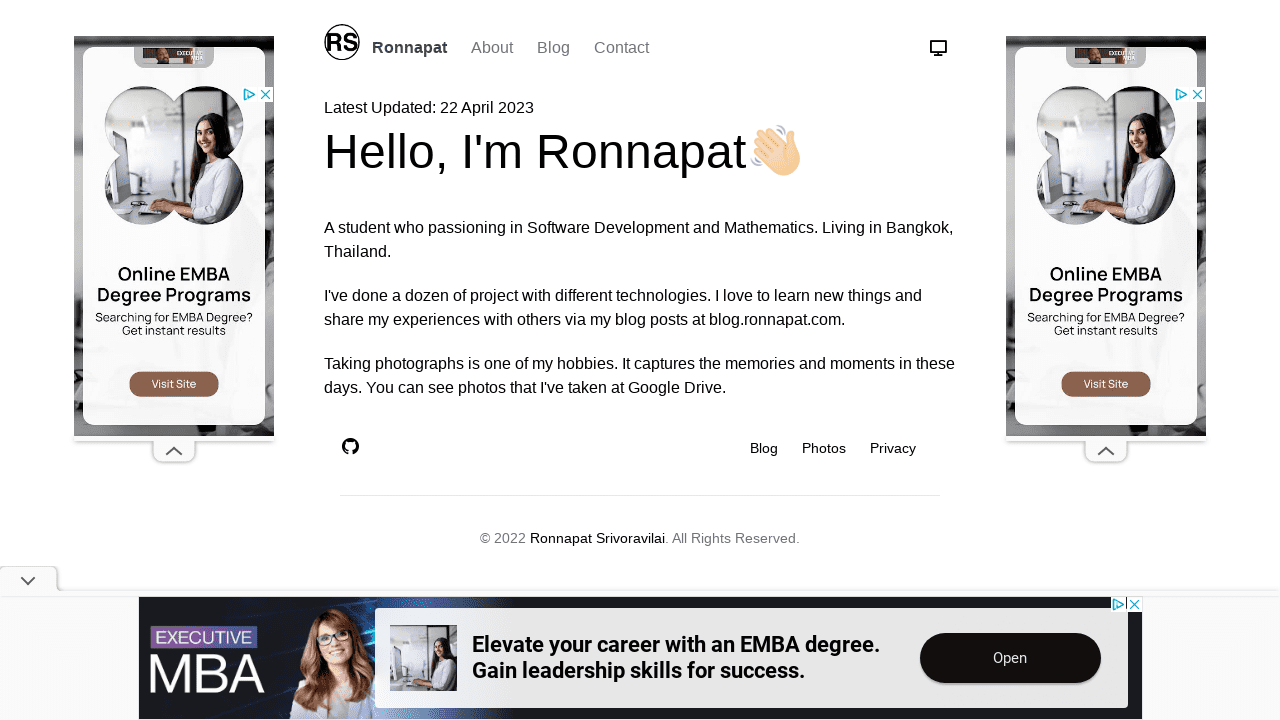 RS
Ronnapat About Blog Contact
Latest Updated: 22 April 2023
Hello, I'm Ronnapat
A student who passioning in Software Development and Mathematics. Living in Bangkok,
Thailand.
I've done a dozen of project with different technologies. I love to learn new things and
share my experiences with others via my blog posts at blog.ronnapat.com.
Taking photographs is one of my hobbies. It captures the memories and moments in these
days. You can see photos that I've taken at Google Drive.
Blog Photos Privacy
© 2022 Ronnapat Srivoravilai. All Rights Reserved.
EXECUTIVE
MBA
Online EMBA
Degree Programs
Searching for EMBA Degree?
Get instant results
Visit Site
EXECUTIVE
MBA
Online EMBA
Degree Programs
Searching for EMBA Degree?
Get instant results
Visit Site
EXECUTIVE
MBA
Elevate your career with an EMBA degree.
Gain leadership skills for success.
Open